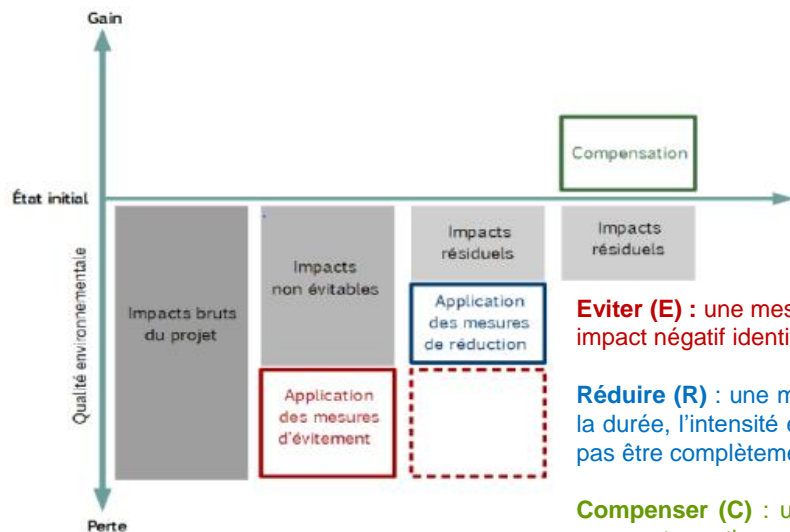 Gain
Compensation
État initial
Qualité environnementale
Impacts bruts
du projet
Impacts
non évitables
Application
des mesures
d'évitement
Impacts
résiduels
Application
des mesures
de réduction
Impacts
résiduels
Perte
Eviter (E) : une mes
impact négatif identi
Réduire (R) : une m
la durée, l'intensité e
pas être complèteme
Compenser (C) : u